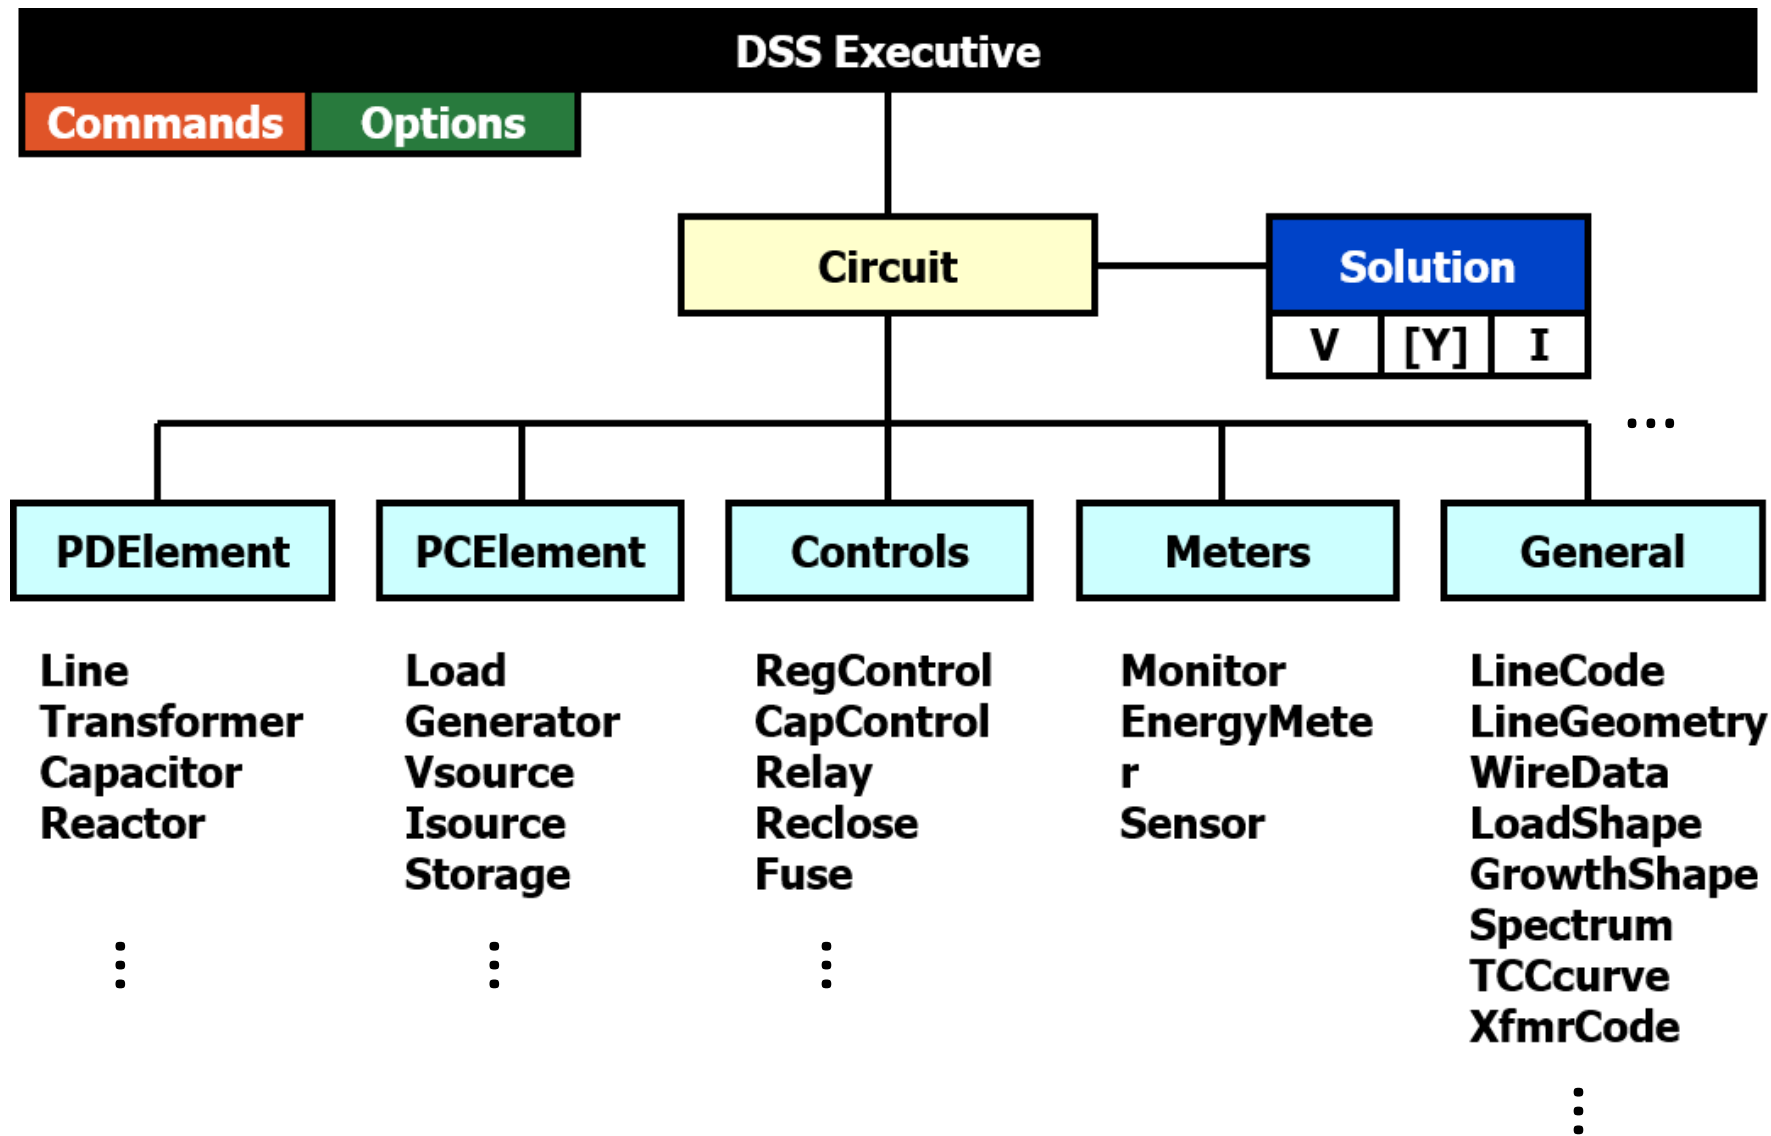 DSS Executive
Commands
Options
Circuit
Solution
V
[Y]
I
...
PDElement
PCElement
Controls
Meters
General
Line
Transformer
Capacitor
Reactor
Load
Generator
Vsource
Isource
Storage
RegControl
CapControl
Relay
Reclose
Fuse
Monitor
EnergyMete
r
Sensor
LineCode
LineGeometry
WireData
LoadShape
GrowthShape
Spectrum
TCCcurve
XfmrCode